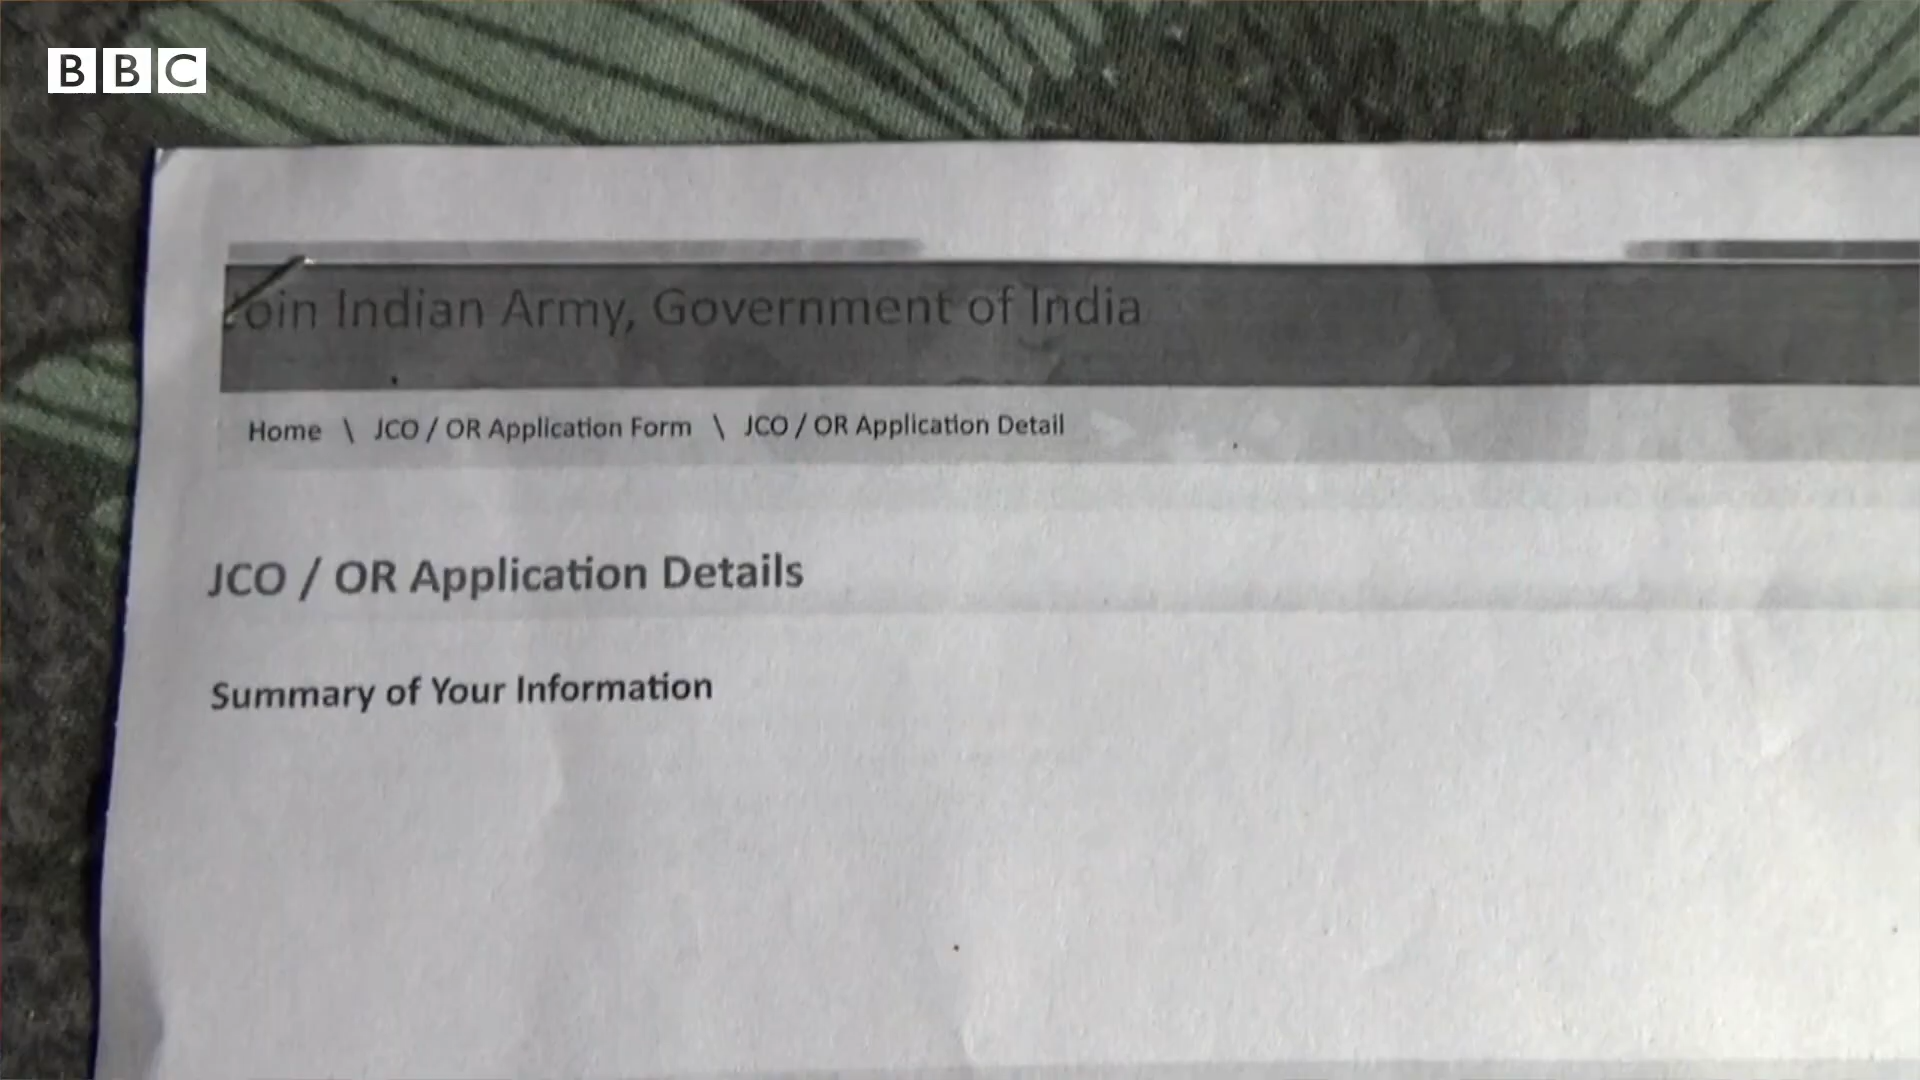 BBC
Join Indian Army, Government of India
Home \ JCO / OR Application Form \ JCO / OR Application Detail
JCO / OR Application Details
Summary of Your Information